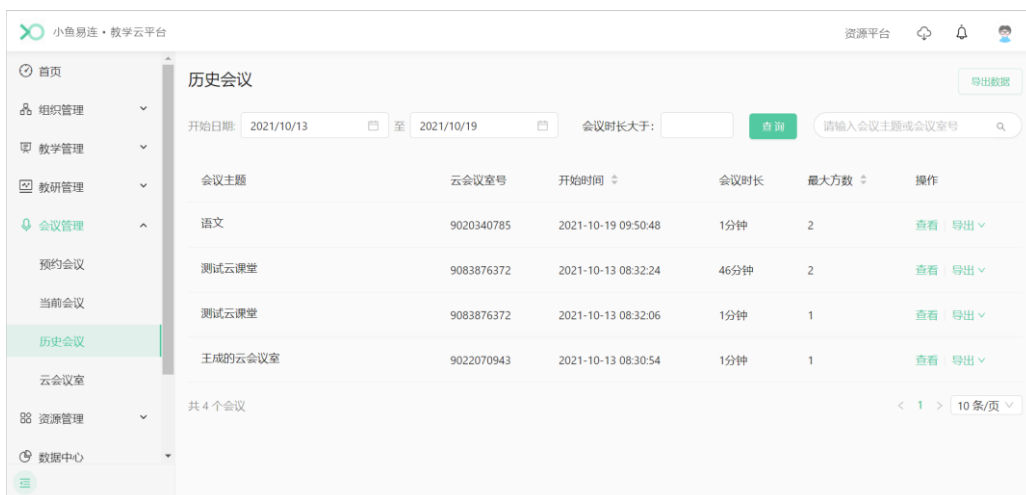 小鱼易连·教学云平台
资源平台
首页
组织管理
教学管理
教研管理
会议管理
预约会议
当前会议
历史会议
云会议室
资源管理
数据中心
历史会议
导出数据
开始日期: 2021/10/13 至 2021/10/19 会议时长大于: 查询 请输入会议主题或会议室号
会议主题 云会议室号 开始时间 会议时长 最大方数 操作
语文 9020340785 2021-10-19 09:50:48 1分钟 2 查看 导出
测试云课堂 9083876372 2021-10-13 08:32:24 46分钟 2 查看 导出
测试云课堂 9083876372 2021-10-13 08:32:06 1分钟 1 查看 导出
王成的云会议室 9022070943 2021-10-13 08:30:54 1分钟 1 查看 导出
共 4 个会议 < 1 > 10 条/页